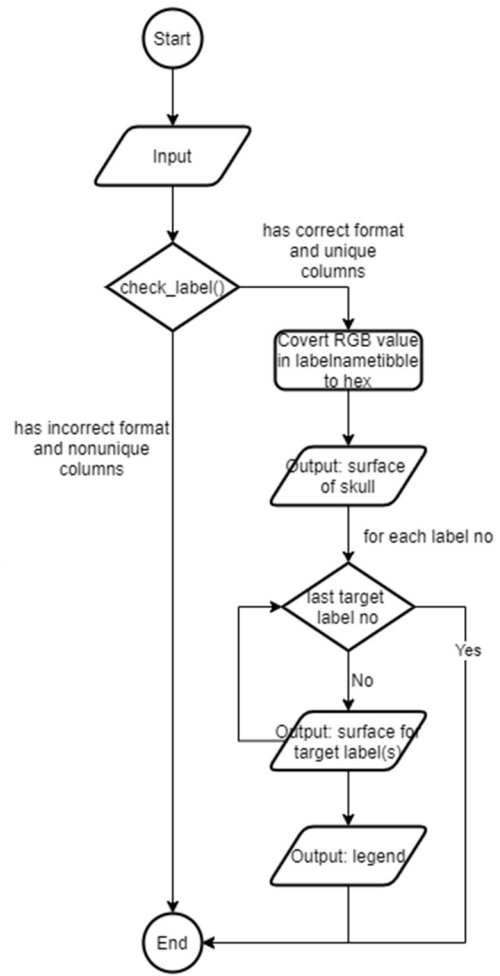 Start
Input
has correct format
and unique
columns
check_label()
Covert RGB value
in labelnametibble
to hex
has incorrect format
and nonunique
columns
Output: surface
of skull
for each label no
last target
label no
Yes
No
Output: surface for
target label(s)
Output: legend
End